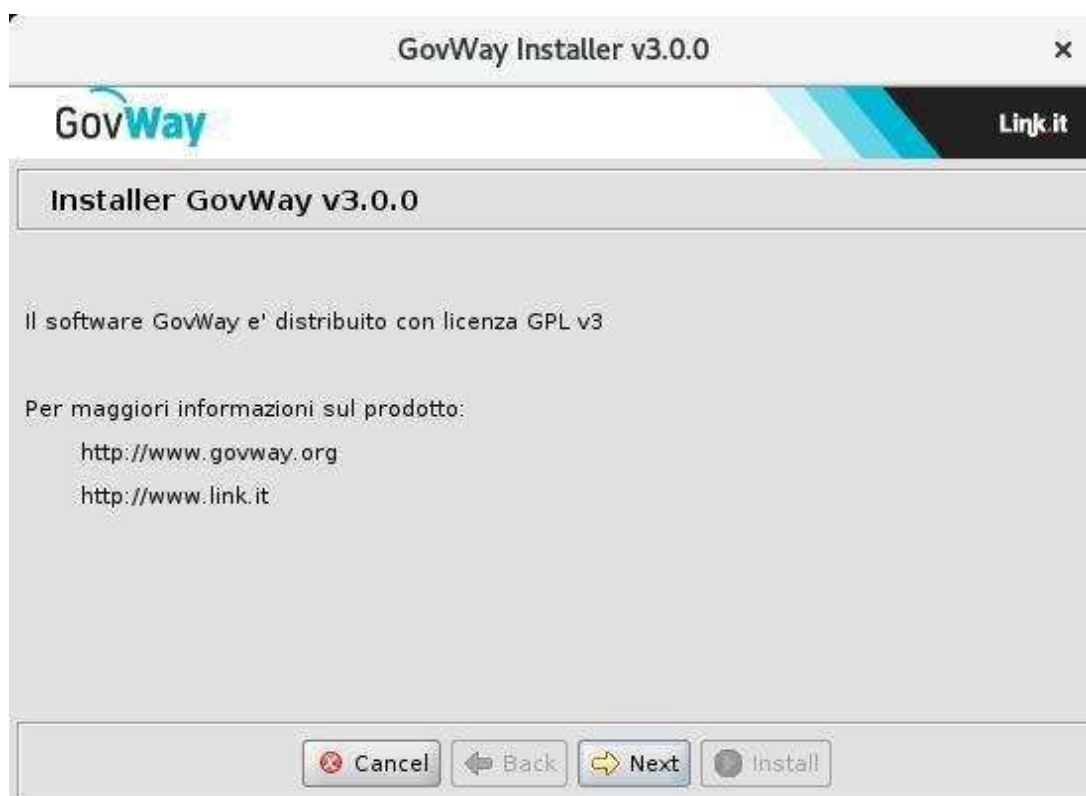 GovWay Installer v3.0.0
GovWay
Link.it
Installer GovWay v3.0.0
Il software GovWay e' distribuito con licenza GPL v3
Per maggiori informazioni sul prodotto:
http://www.govway.org
http://www.link.it
Cancel Back Next Install